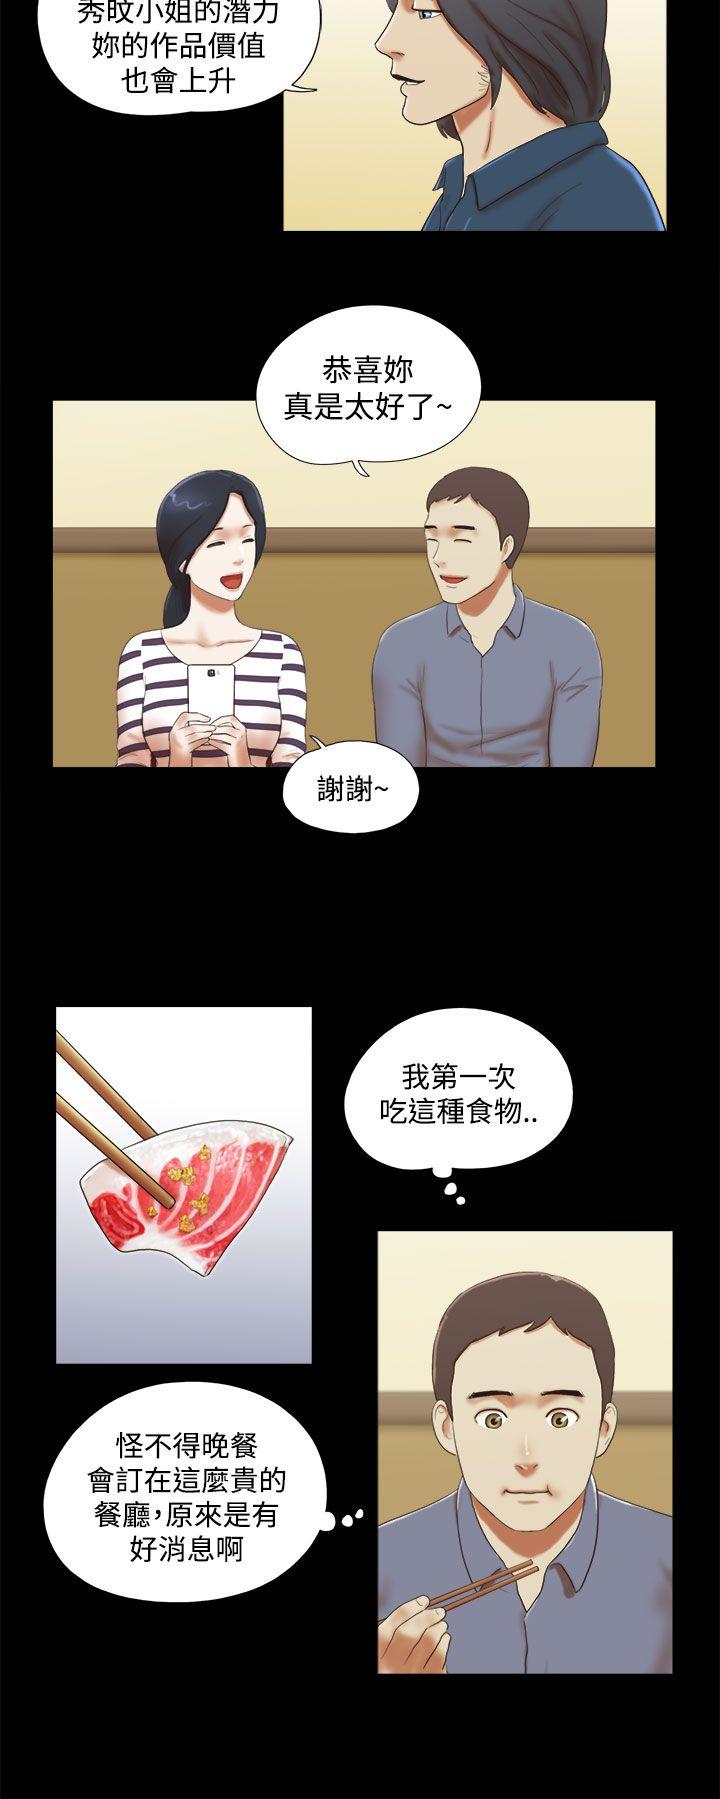 秀旼小姐的潛力
妳的作品價值
也會上升
恭喜妳
真是太好了~
謝謝~
我第一次
吃這種食物..
怪不得晚餐
會訂在這麼貴的
餐廳,原來是有
好消息啊